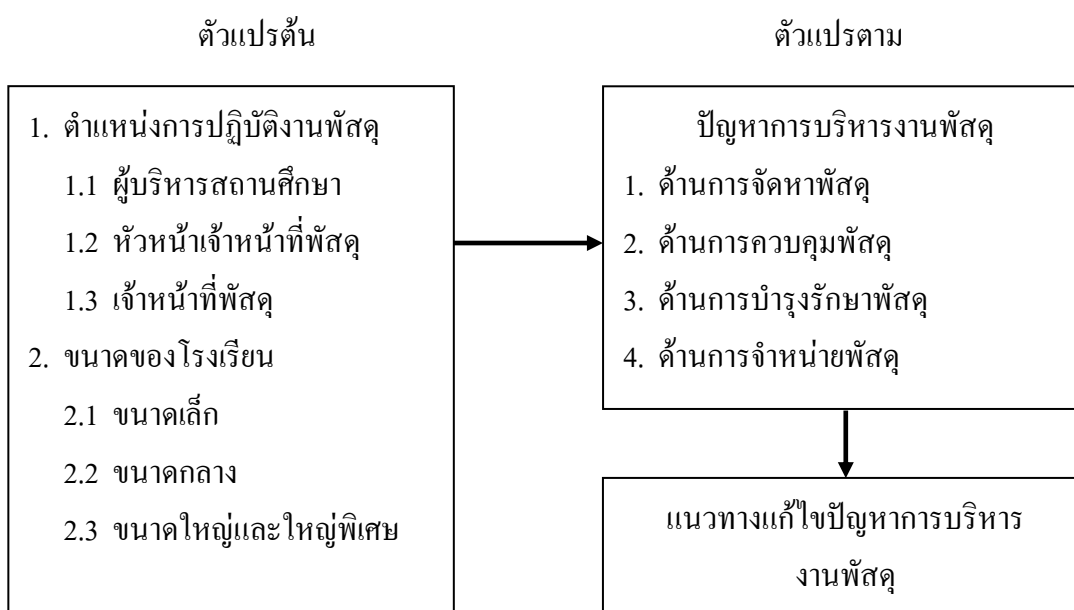 ตัวแปรต้น
ตัวแปรตาม
1. ตำแหน่งการปฏิบัติงานพัสดุ
1.1 ผู้บริหารสถานศึกษา
1.2 หัวหน้าเจ้าหน้าที่พัสดุ
1.3 เจ้าหน้าที่พัสดุ
2. ขนาดของโรงเรียน
2.1 ขนาดเล็ก
2.2 ขนาดกลาง
2.3 ขนาดใหญ่และใหญ่พิเศษ
ปัญหาการบริหารงานพัสดุ
1. ด้านการจัดหาพัสดุ
2. ด้านการควบคุมพัสดุ
3. ด้านการบำรุงรักษาพัสดุ
4. ด้านการจำหน่ายพัสดุ
แนวทางแก้ไขปัญหาการบริหาร
งานพัสดุ